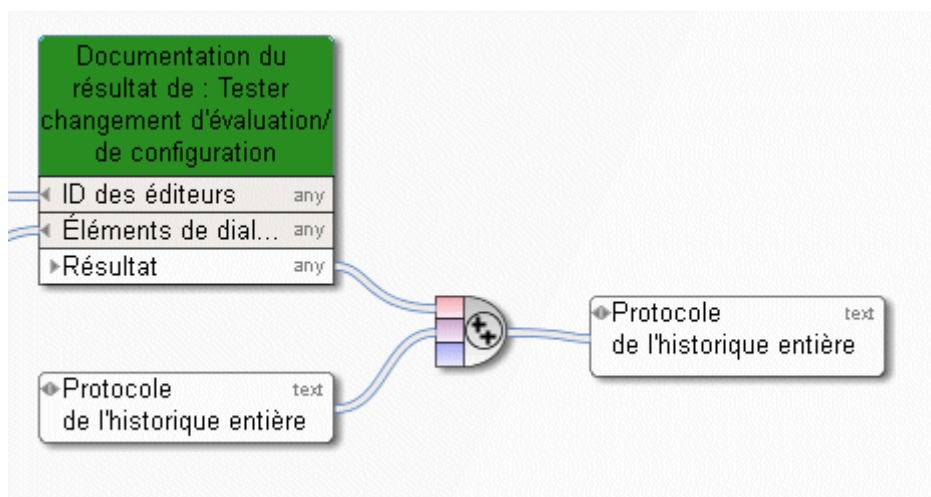 Documentation du
résultat de : Tester
changement d'évaluation/
de configuration
ID des éditeurs any
Éléments de dial... any
Résultat any
Protocole text
de l'historique entière
Protocole text
de l'historique entière